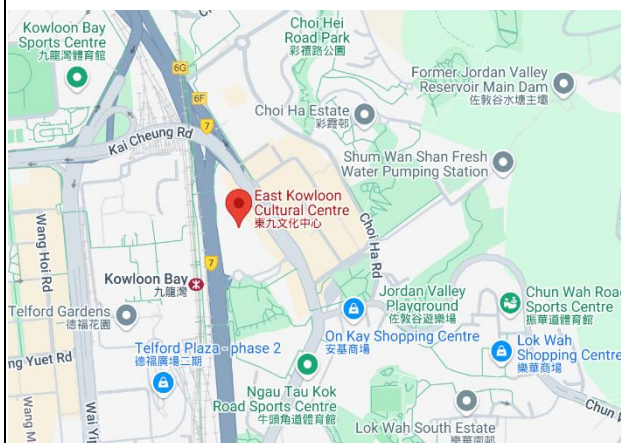 Kowloon Bay
Sports Centre
九龍灣體育館
Choi Hei
Road Park
彩禧路公園
6G
6F
7
Former Jordan Valley
Reservoir Main Dam
佐敦谷水塘主壩
Choi Ha Estate
彩霞邨
Kai Cheung Rd
Shum Wan Shan Fresh
Water Pumping Station
East Kowloon
Cultural Centre
東九文化中心
Choi Ha Rd
Wang Hoi Rd
7
Kowloon Bay
九龍灣
Telford Gardens
德福花園
Jordan Valley
Playground
佐敦谷遊樂場
Chun Wah Road
Sports Centre
振華道體育館
On Kay Shopping Centre
安基商場
Lok Wah
Shopping Centre
樂華商場
ng Yuet Rd
Telford Plaza - phase 2
德福廣場二期
Ngau Tau Kok
Road Sports Centre
牛頭角道體育館
Wang
Wai Yip
Chun
Lok Wah South Estate
樂華南邨